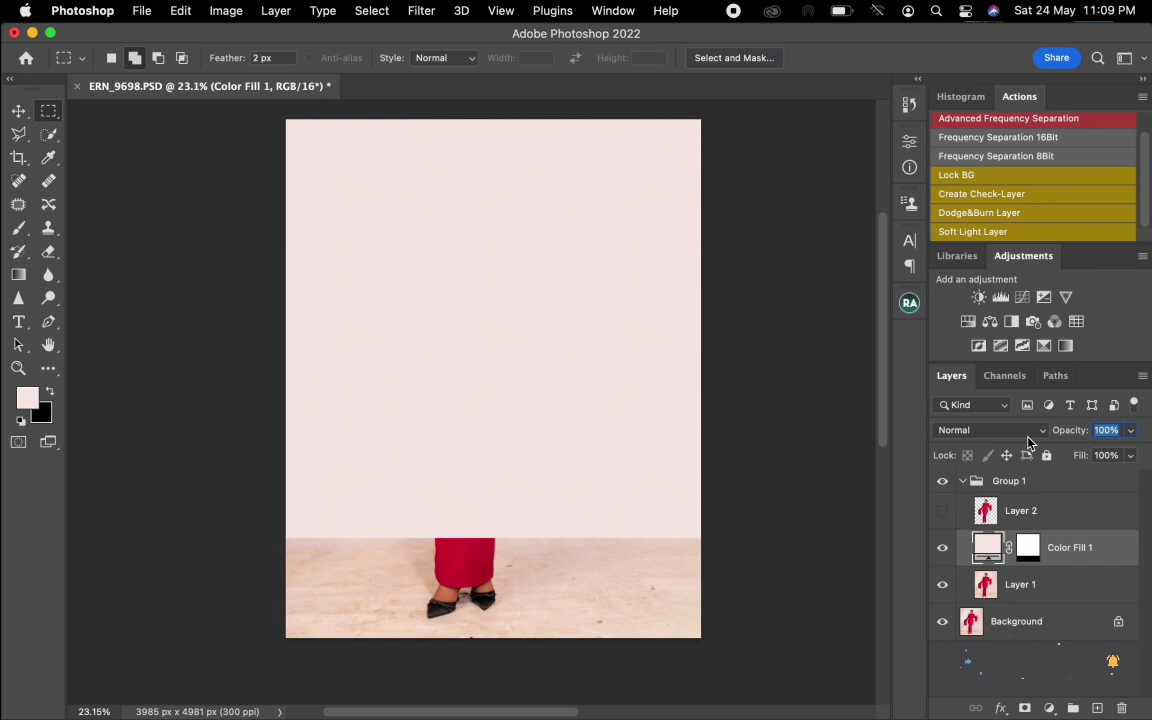 Photoshop File Edit Image Layer Type Select Filter 3D View Plugins Window Help Sat 24 May 11:09 PM
Adobe Photoshop 2022
Feather: 2 px Anti-alias Style: Normal Width: Height: Select and Mask... Share
ERN_9698.PSD @ 23.1% (Color Fill 1, RGB/16*) *
Histogram Actions
Advanced Frequency Separation
Frequency Separation 16Bit
Frequency Separation 8Bit
Lock BG
Create Check-Layer
Dodge&Burn Layer
Soft Light Layer
Libraries Adjustments
Add an adjustment
RA
Layers Channels Paths
Kind
Normal Opacity: 100%
Lock: Fill: 100%
Group 1
Layer 2
Color Fill 1
Layer 1
Background
23.15% 3985 px x 4981 px (300 ppi)